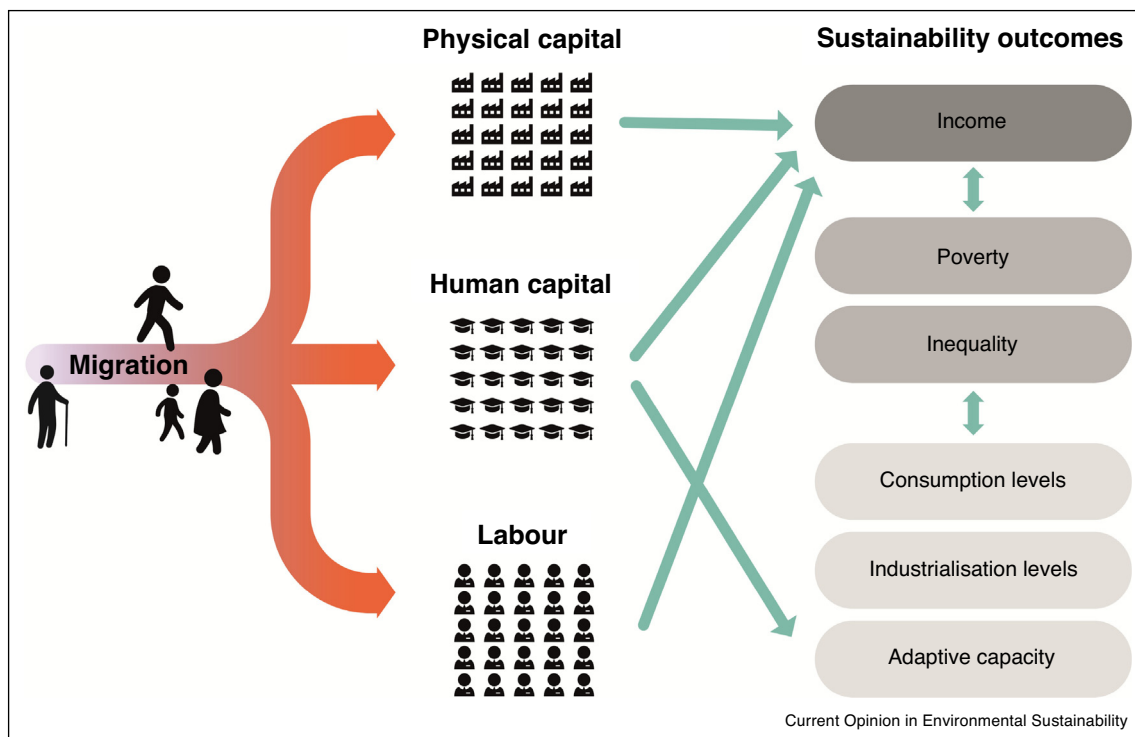 Physical capital
Sustainability outcomes
Income
Poverty
Human capital
Inequality
Migration
Consumption levels
Labour
Industrialisation levels
Adaptive capacity
Current Opinion in Environmental Sustainability